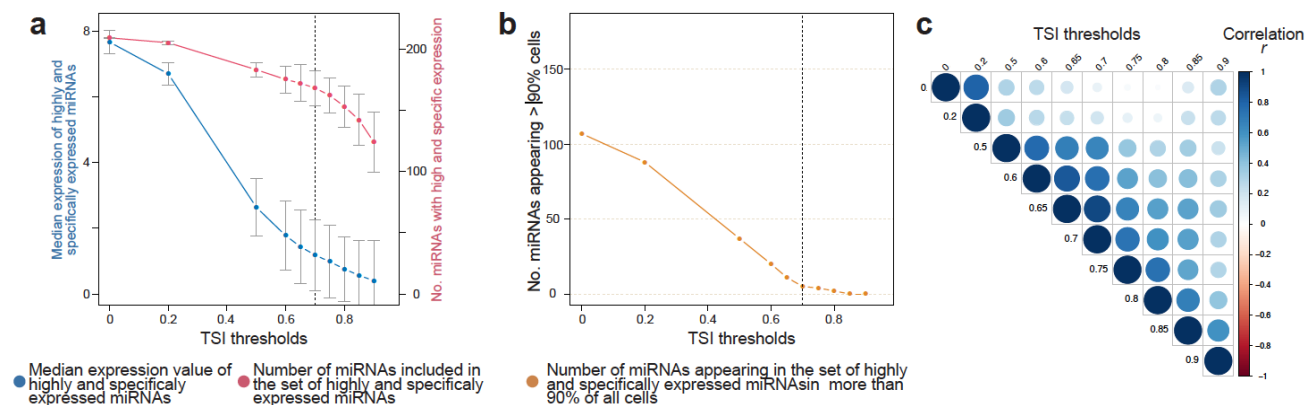 a
Median expression of highly and
specifically expressed miRNAs
8
4
0
200
100
0
No. miRNAs with high and specific expression
0 0.2 0.4 0.6 0.8
TSI thresholds
Median expression value of
highly and specificaly
expressed miRNAs
Number of miRNAs included in
the set of highly and specificaly
expressed miRNAs
b
No. miRNAs appearing >90% cells
150
100
50
0
0 0.2 0.4 0.6 0.8
TSI thresholds
Number of miRNAs appearing in the set of highly
and specifically expressed miRNAsin more than
90% of all cells
c
TSI thresholds
Correlation
r
0 0.2 0.5 0.6 0.65 0.7 0.75 0.8 0.85 0.9
0
0.2
0.5
0.6
0.65
0.7
0.75
0.8
0.85
0.9
1
0.8
0.6
0.4
0.2
0
−0.2
−0.4
−0.6
−0.8
−1